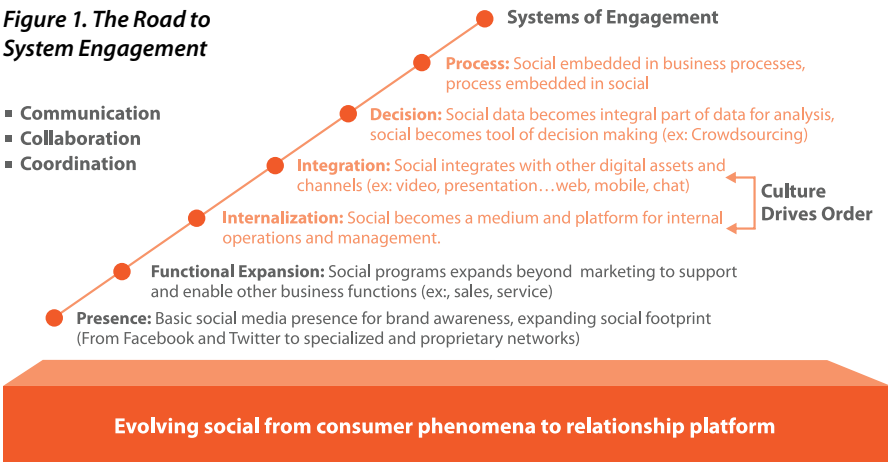 Figure 1. The Road to
System Engagement
▪ Communication
▪ Collaboration
▪ Coordination
Systems of Engagement
Process: Social embedded in business processes,
process embedded in social
Decision: Social data becomes integral part of data for analysis,
social becomes tool of decision making (ex: Crowdsourcing)
Integration: Social integrates with other digital assets and
channels (ex: video, presentation...web, mobile, chat)
Internalization: Social becomes a medium and platform for internal
operations and management.
Culture
Drives Order
Functional Expansion: Social programs expands beyond marketing to support
and enable other business functions (ex:, sales, service)
Presence: Basic social media presence for brand awareness, expanding social footprint
(From Facebook and Twitter to specialized and proprietary networks)
Evolving social from consumer phenomena to relationship platform